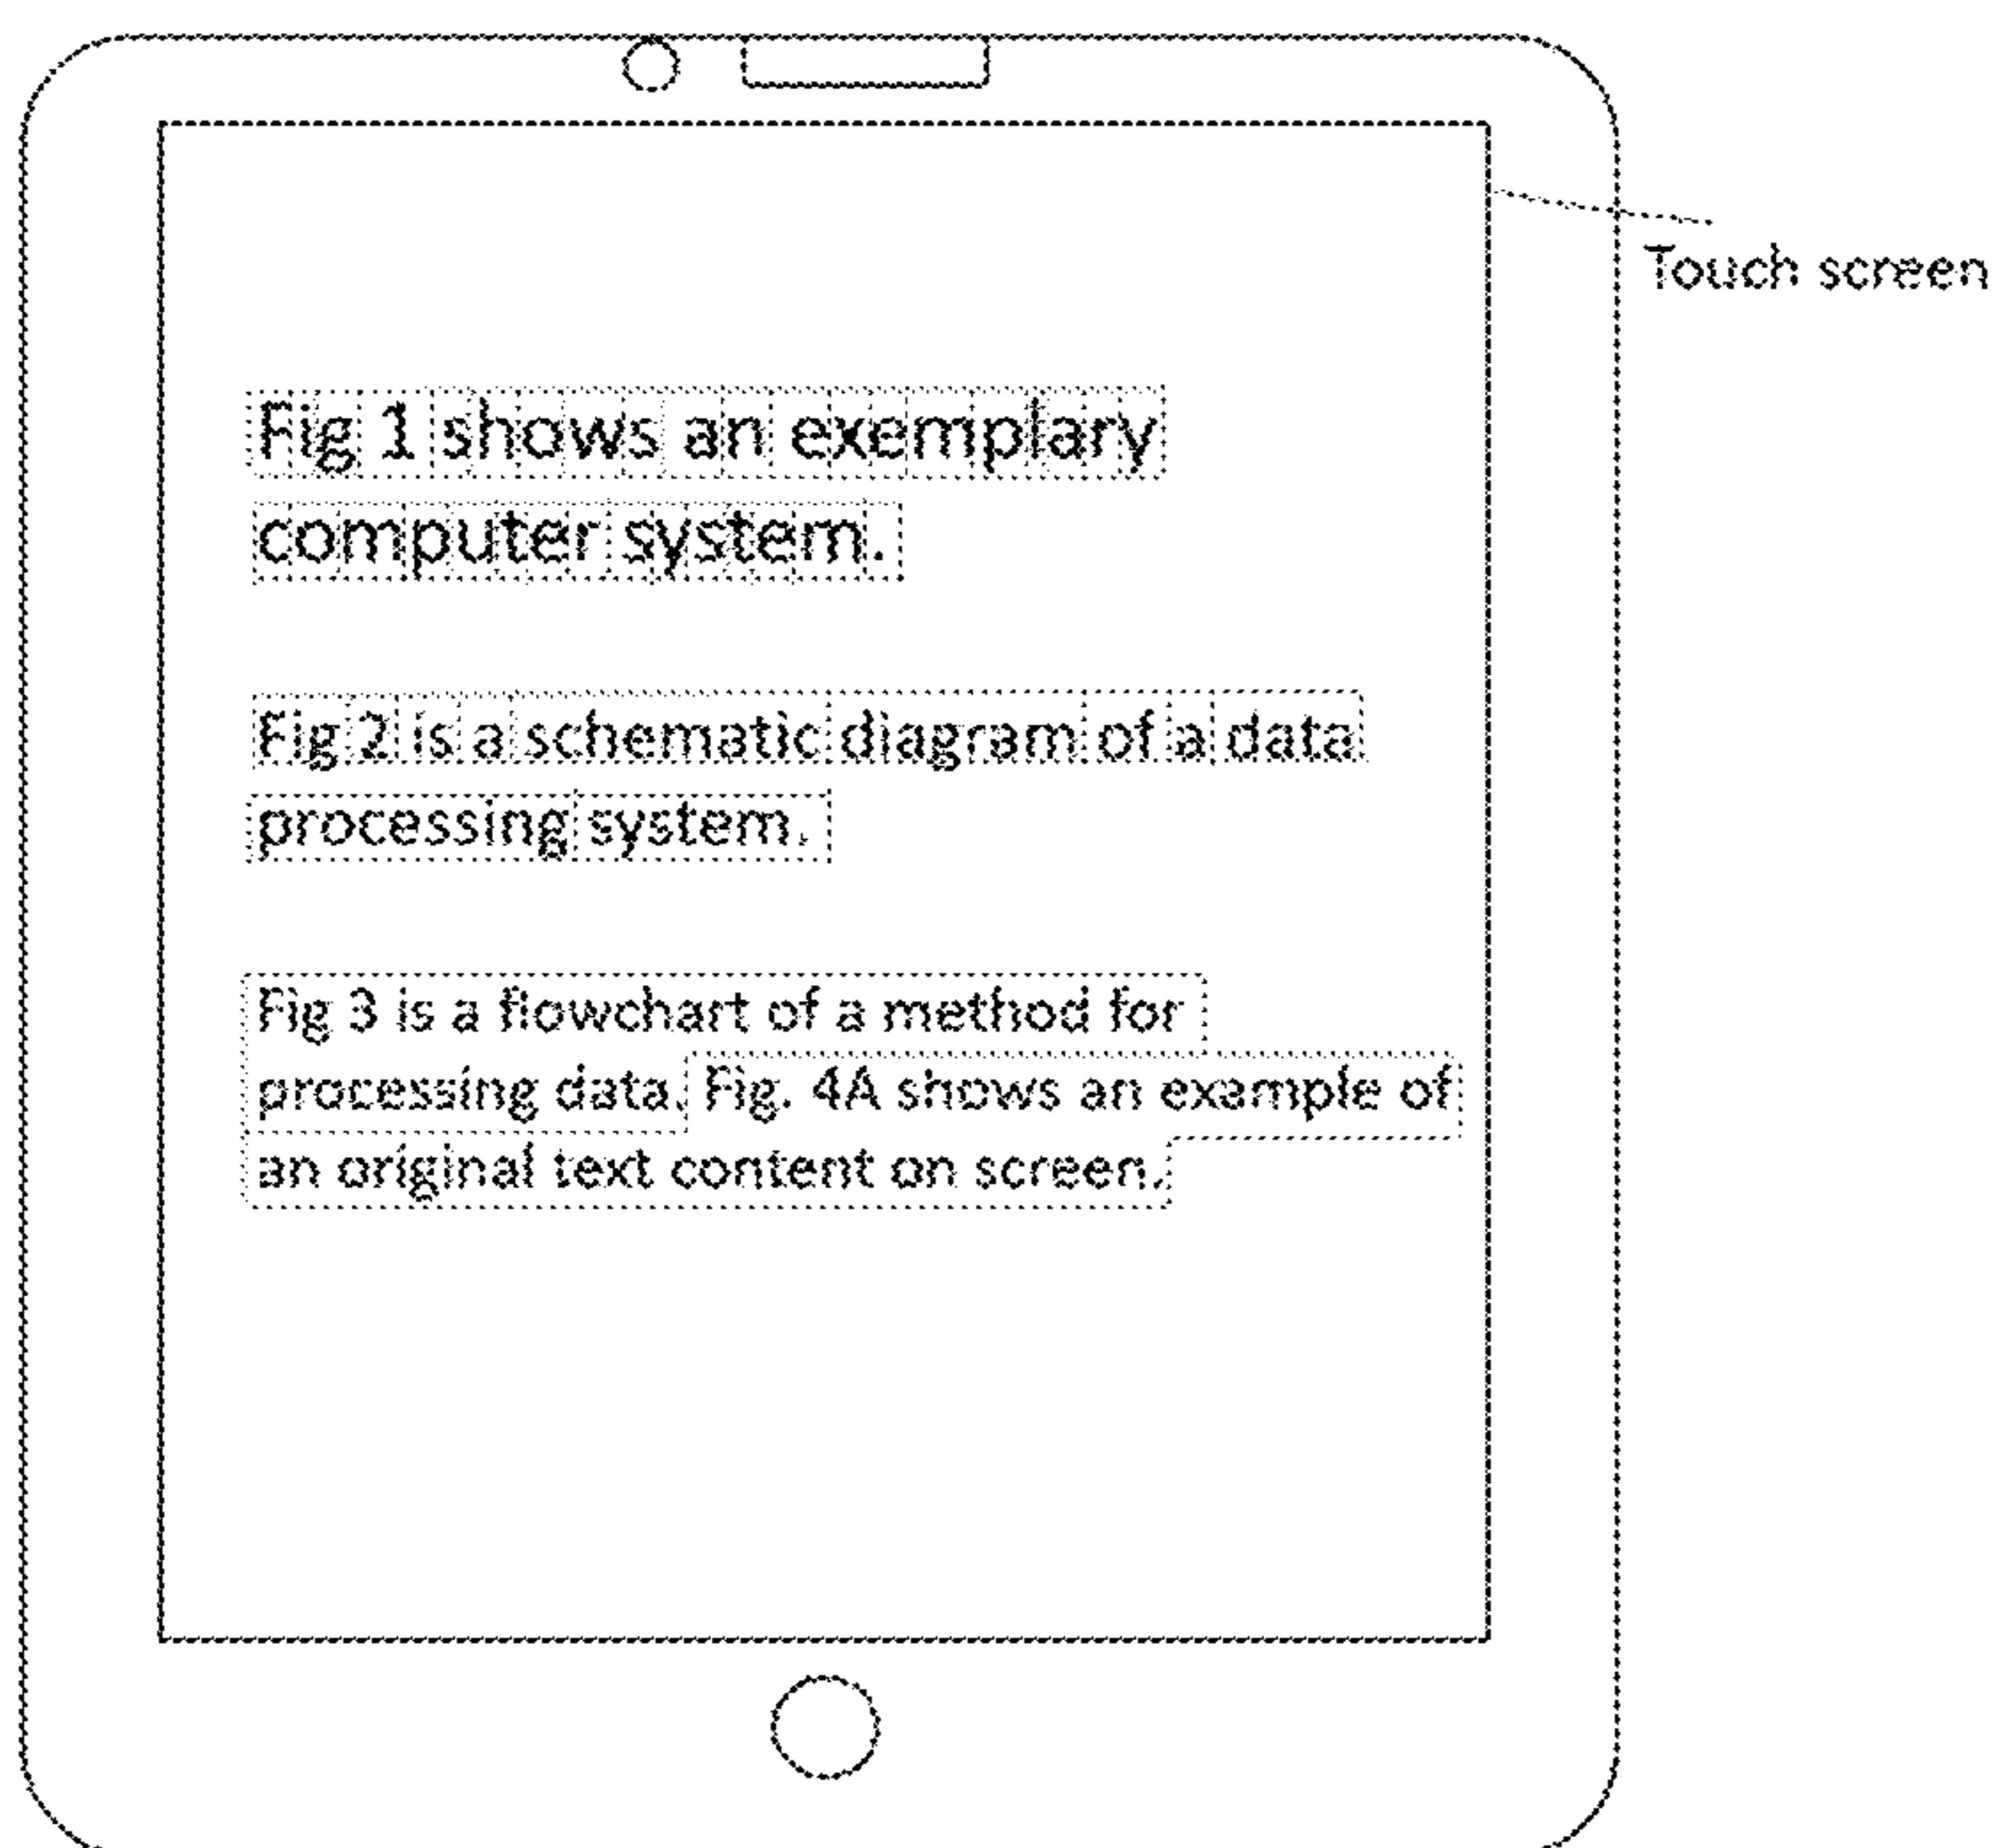 Touch screen
Fig 1 shows an exemplary
computer system.
Fig 2 is a schematic diagram of a data
processing system.
Fig 3 is a flowchart of a method for
processing data. Fig. 4A shows an example of
an original text content on screen.